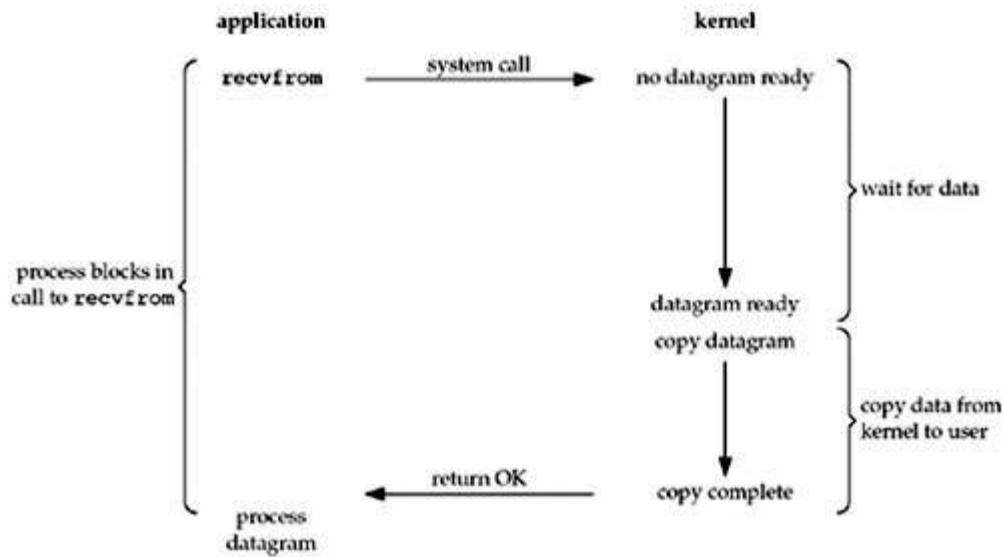 application kernel
recvfrom system call no datagram ready
wait for data
process blocks in
call to recvfrom
datagram ready
copy datagram
copy data from
kernel to user
return OK copy complete
process
datagram